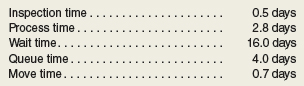 Inspection time . . . . . . . . . . . . . . . . . . . . . . . 0.5 days
Process time . . . . . . . . . . . . . . . . . . . . . . . . . 2.8 days
Wait time. . . . . . . . . . . . . . . . . . . . . . . . . . . . 16.0 days
Queue time . . . . . . . . . . . . . . . . . . . . . . . . . . 4.0 days
Move time . . . . . . . . . . . . . . . . . . . . . . . . . . . 0.7 days